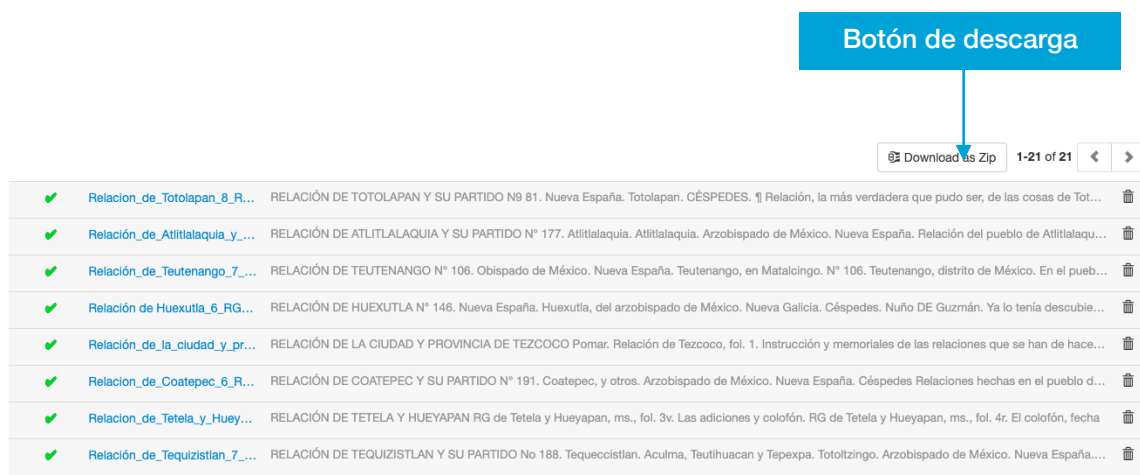 Botón de descarga
Download as Zip 1-21 of 21
Relacion_de_Totolapan_8_R... RELACIÓN DE TOTOLAPAN Y SU PARTIDO N9 81. Nueva España. Totolapan. CÉSPEDES. ¶ Relación, la más verdadera que pudo ser, de las cosas de Tot...
Relación_de_Atlitlalaquia_y_... RELACIÓN DE ATLITLALAQUIA Y SU PARTIDO N° 177. Atlitlalaquia. Atlitlalaquia. Arzobispado de México. Nueva España. Relación del pueblo de Atlitlalaqu...
Relación_de_Teutenango_7_... RELACIÓN DE TEUTENANGO N° 106. Obispado de México. Nueva España. Teutenango, en Matalcingo. N° 106. Teutenango, distrito de México. En el pueb...
Relación de Huexutla_6_RG... RELACIÓN DE HUEXUTLA N° 146. Nueva España. Huexutla, del arzobispado de México. Nueva Galicia. Céspedes. Nuño DE Guzmán. Ya lo tenía descubie...
Relación_de_la_ciudad_y_pr... RELACIÓN DE LA CIUDAD Y PROVINCIA DE TEZCOCO Pomar. Relación de Tezcoco, fol. 1. Instrucción y memoriales de las relaciones que se han de hace...
Relacion_de_Coatepec_6_R... RELACIÓN DE COATEPEC Y SU PARTIDO N° 191. Coatepec, y otros. Arzobispado de México. Nueva España. Céspedes Relaciones hechas en el pueblo d...
Relacion_de_Tetela_y_Huey... RELACIÓN DE TETELA Y HUEYAPAN RG de Tetela y Hueyapan, ms., fol. 3v. Las adiciones y colofón. RG de Tetela y Hueyapan, ms., fol. 4r. El colofón, fecha
Relación_de_Tequizistlan_7_... RELACIÓN DE TEQUIZISTLAN Y SU PARTIDO No 188. Tequeccistlan. Aculma, Teutihuacan y Tepexpa. Totoltzingo. Arzobispado de México. Nueva España....